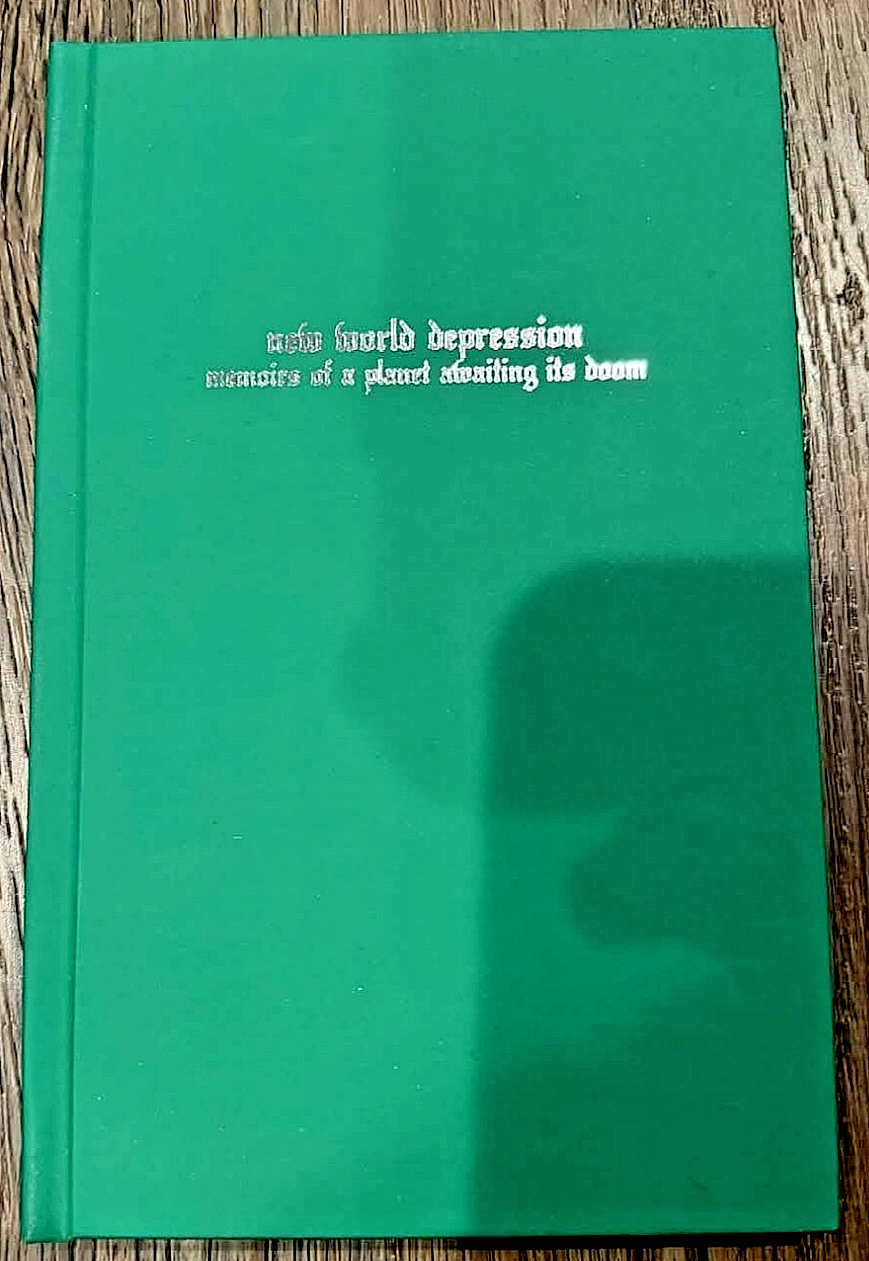 new world depression
memoirs of a planet awaiting its doom